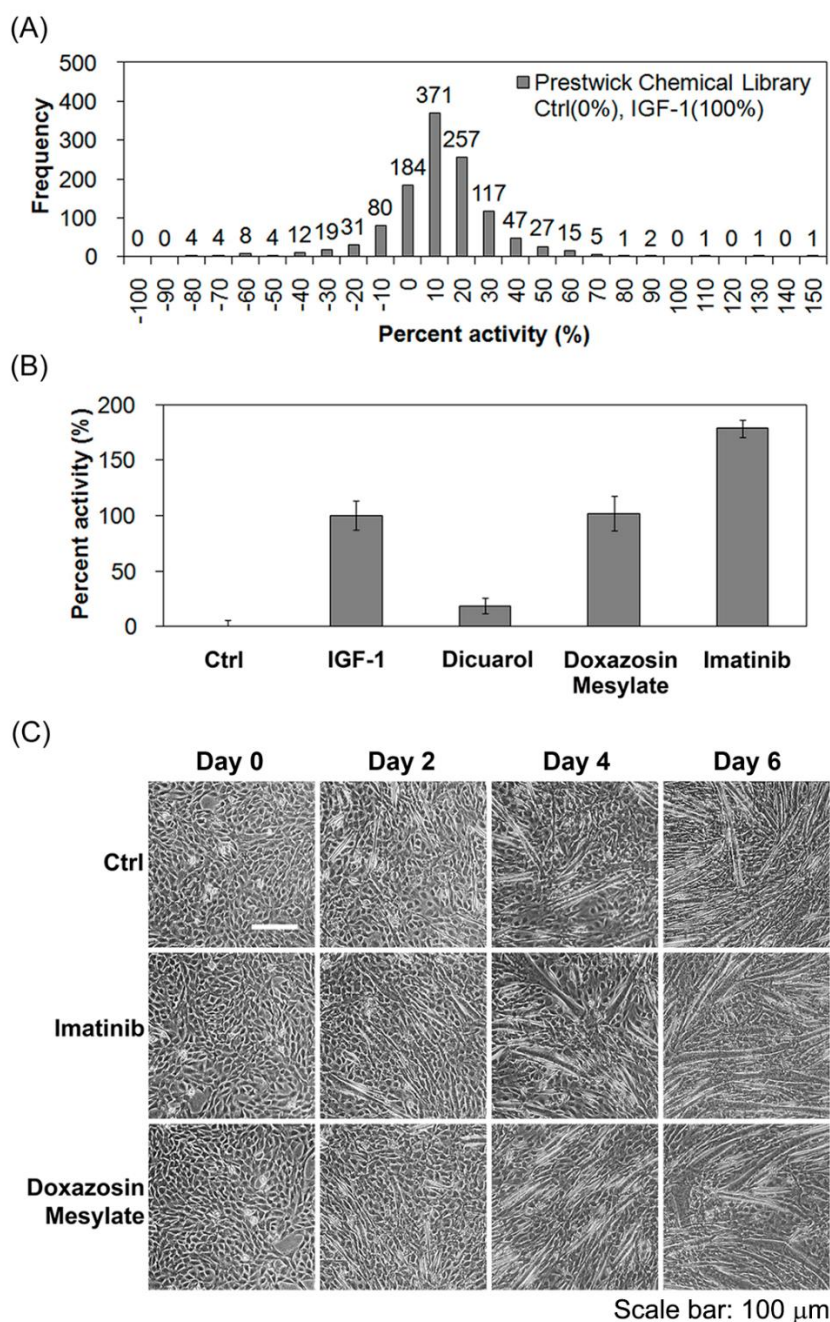 (A)
500
400
300
200
100
0
Frequency
Prestwick Chemical Library
Ctrl(0%), IGF-1(100%)
0 0 4 4 8 4 12 19 31 80 184 371 257 117 47 27 15 5 1 2 0 1 0 1 0 1
-100 -90 -80 -70 -60 -50 -40 -30 -20 -10 0 10 20 30 40 50 60 70 80 90 100 110 120 130 140 150
Percent activity (%)
(B)
200
150
100
50
0
Percent activity (%)
Ctrl IGF-1 Dicuarol Doxazosin Imatinib
Mesylate
(C)
Day 0 Day 2 Day 4 Day 6
Ctrl
Imatinib
Doxazosin
Mesylate
Scale bar: 100 μm